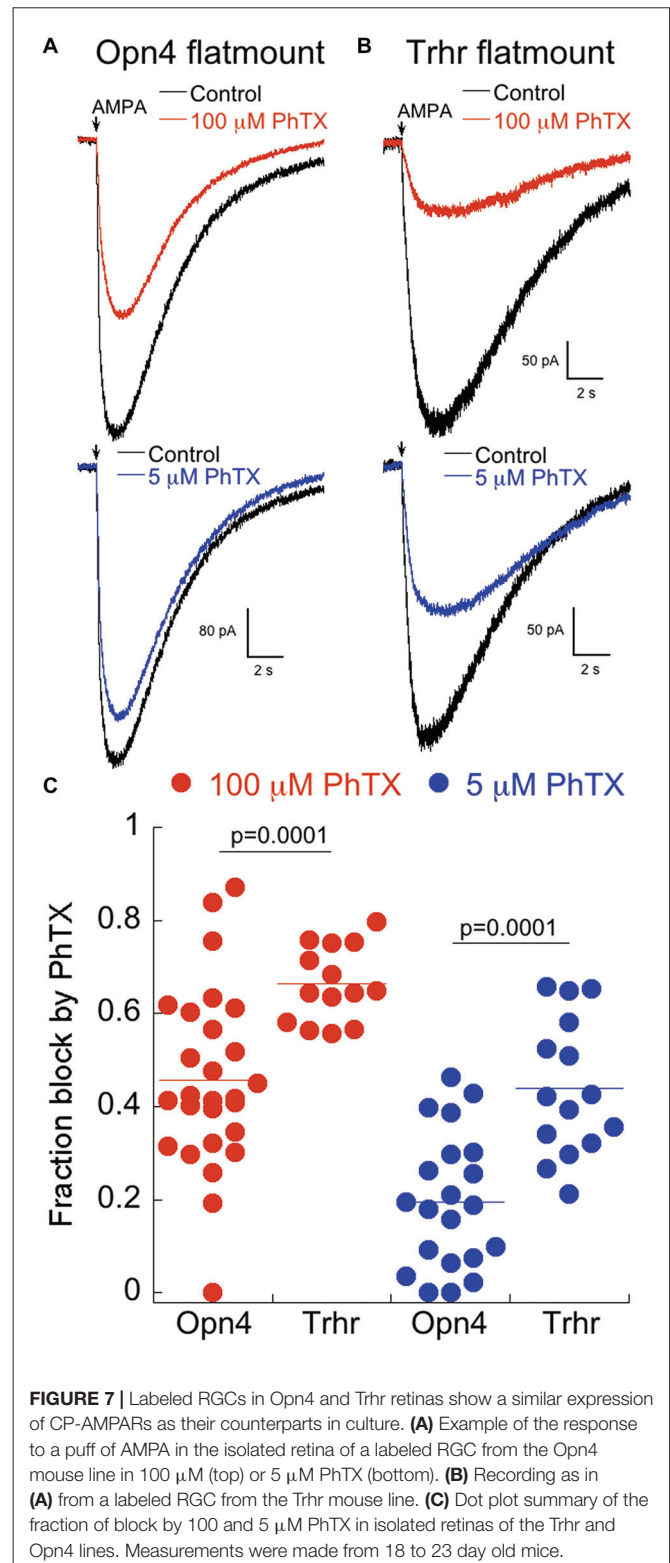 A Opn4 flatmount
B Trhr flatmount
AMPA
Control
100 μM PhTX
AMPA
Control
100 μM PhTX
50 pA
2 s
Control
5 μM PhTX
Control
5 μM PhTX
80 pA
2 s
50 pA
2 s
C
100 μM PhTX
5 μM PhTX
Fraction block by PhTX
1
0.8
0.6
0.4
0.2
0
p=0.0001
p=0.0001
Opn4
Trhr
Opn4
Trhr
FIGURE 7 | Labeled RGCs in Opn4 and Trhr retinas show a similar expression
of CP-AMPARs as their counterparts in culture. (A) Example of the response
to a puff of AMPA in the isolated retina of a labeled RGC from the Opn4
mouse line in 100 μM (top) or 5 μM PhTX (bottom). (B) Recording as in
(A) from a labeled RGC from the Trhr mouse line. (C) Dot plot summary of the
fraction of block by 100 and 5 μM PhTX in isolated retinas of the Trhr and
Opn4 lines. Measurements were made from 18 to 23 day old mice.